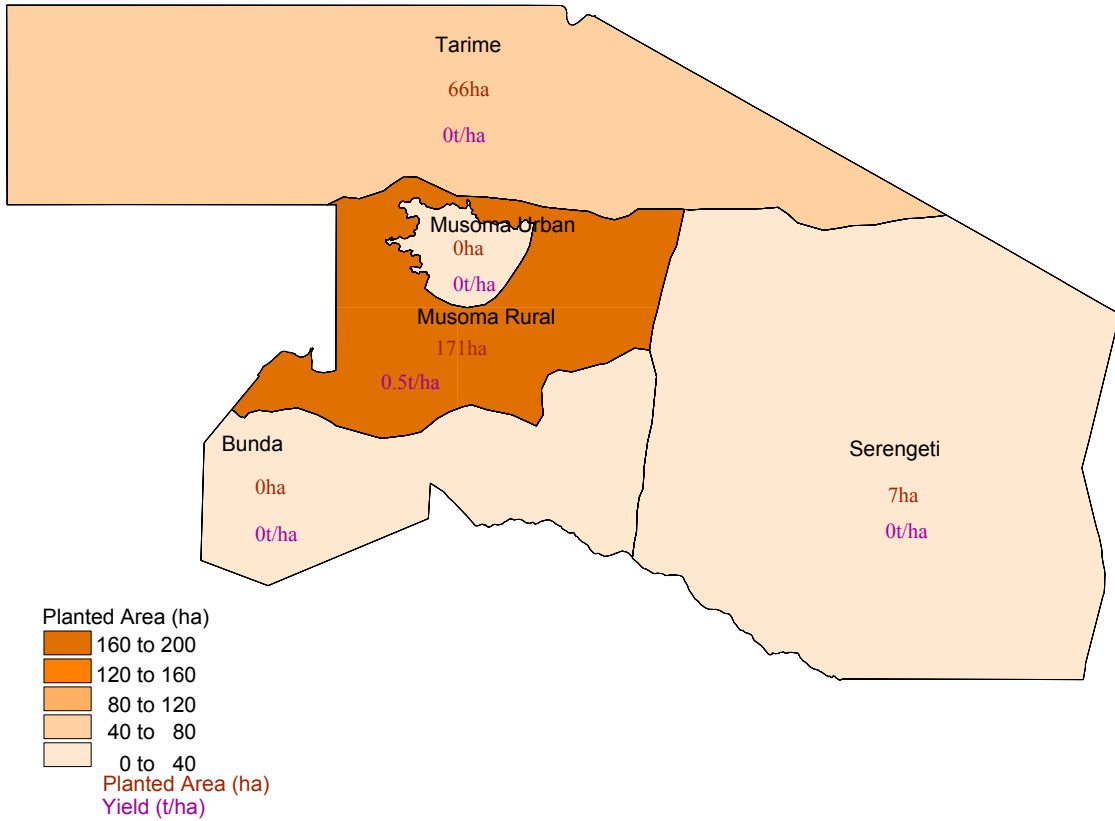 Tarime
66ha
0t/ha
Musoma Urban
0ha
0t/ha
Musoma Rural
171ha
0.5t/ha
Bunda
0ha
0t/ha
Serengeti
7ha
0t/ha
Planted Area (ha)
160 to 200
120 to 160
80 to 120
40 to 80
0 to 40
Planted Area (ha)
Yield (t/ha)